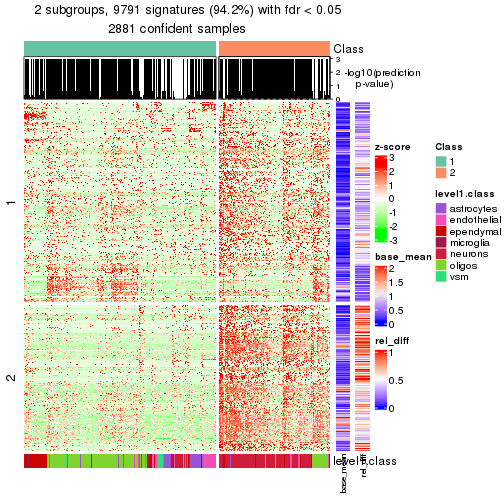 2 subgroups, 9791 signatures (94.2%) with fdr < 0.05
2881 confident samples
Class
3
2
1
0
-log10(prediction
p-value)
1
2
z-score
3
2
1
0
-1
-2
-3
base_mean
2
1.5
1
0.5
0
rel_diff
1
0.5
0
Class
1
2
level1.class
astrocytes
endothelial
ependymal
microglia
neurons
oligos
vsm
level1.class